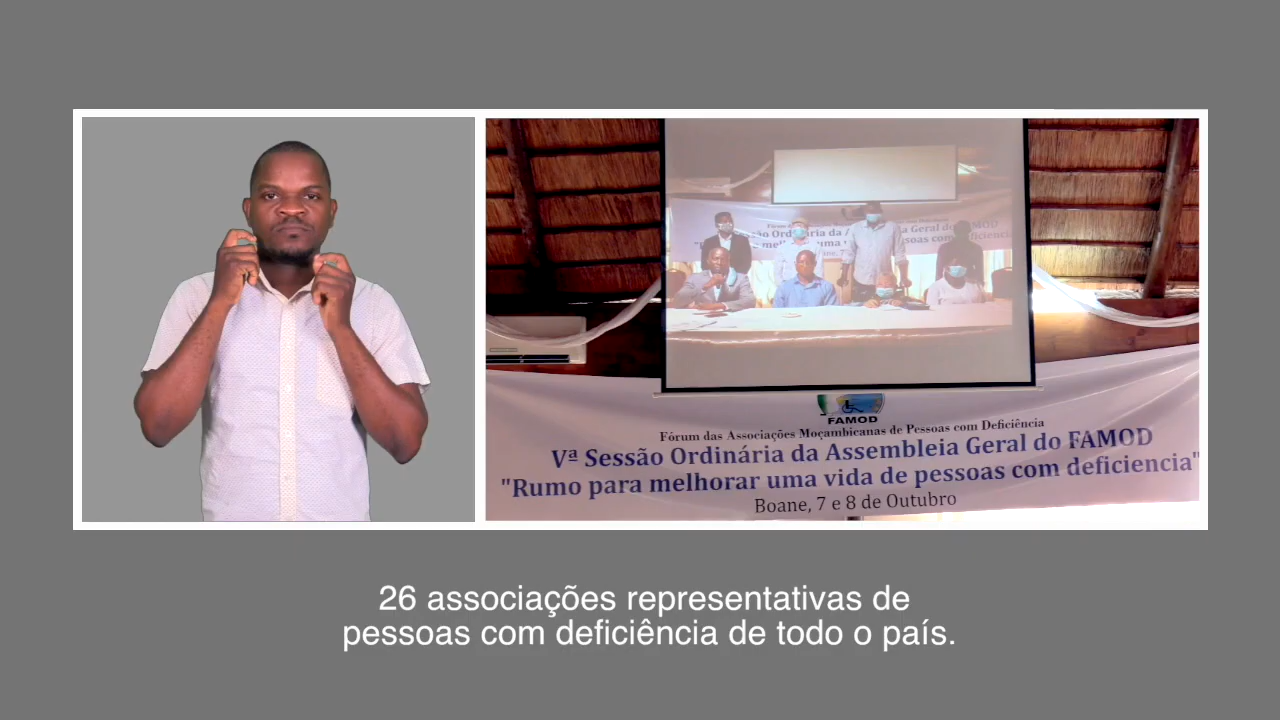 FAMOD
Fórum das Associações Moçambicanas de Pessoas com Deficiência
Vª Sessão Ordinária da Assembleia Geral do FAMOD
"Rumo para melhorar uma vida de pessoas com deficiencia"
Boane, 7 e 8 de Outubro
26 associações representativas de
pessoas com deficiência de todo o país.